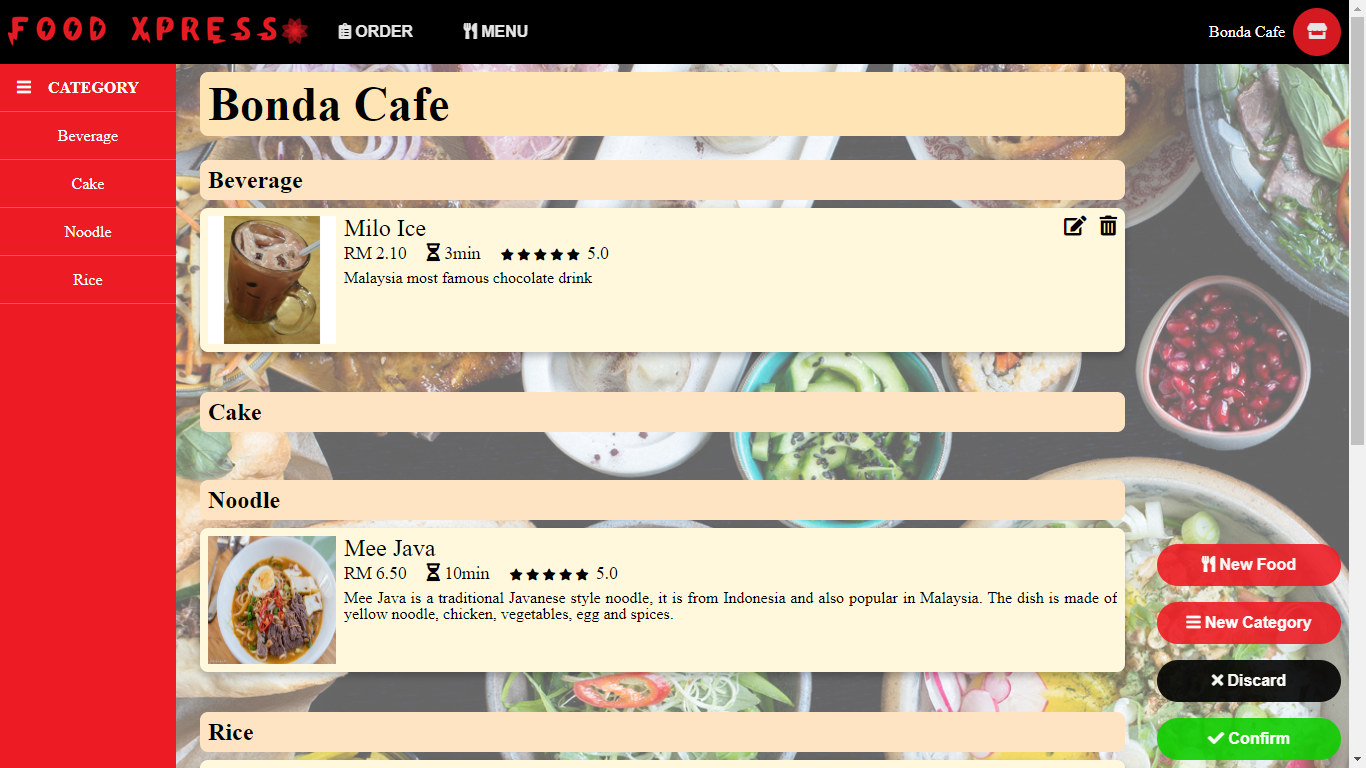 FOOD XPRESS
ORDER
MENU
Bonda Cafe
CATEGORY
Beverage
Cake
Noodle
Rice
Bonda Cafe
Beverage
Milo Ice
RM 2.10 3min 5.0
Malaysia most famous chocolate drink
Cake
Noodle
Mee Java
RM 6.50 10min 5.0
Mee Java is a traditional Javanese style noodle, it is from Indonesia and also popular in Malaysia. The dish is made of
yellow noodle, chicken, vegetables, egg and spices.
Rice
New Food
New Category
Discard
Confirm